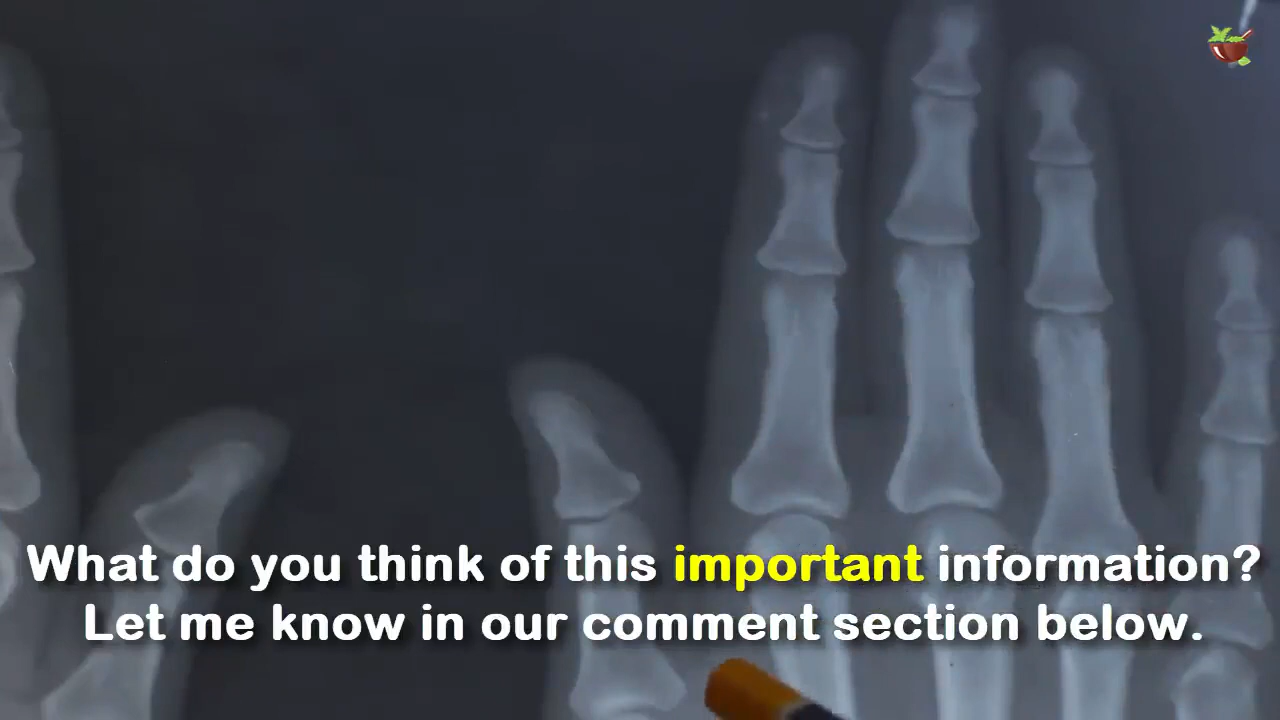 What do you think of this important information?
Let me know in our comment section below.